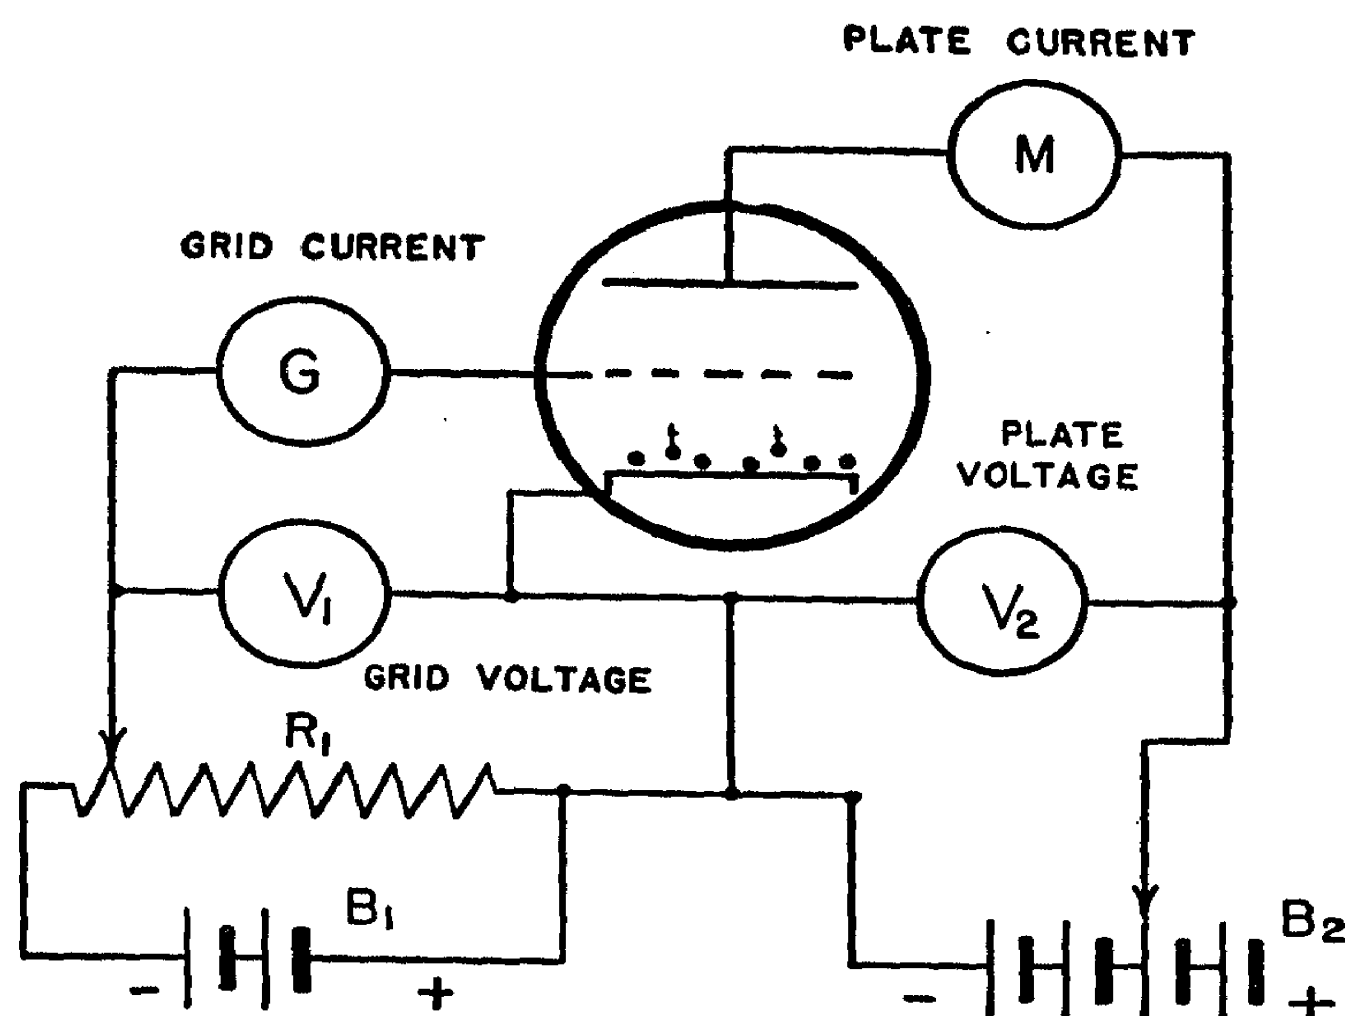 PLATE CURRENT
M
GRID CURRENT
G
PLATE
VOLTAGE
V1
V2
GRID VOLTAGE
R1
B1
B2
- +
- +